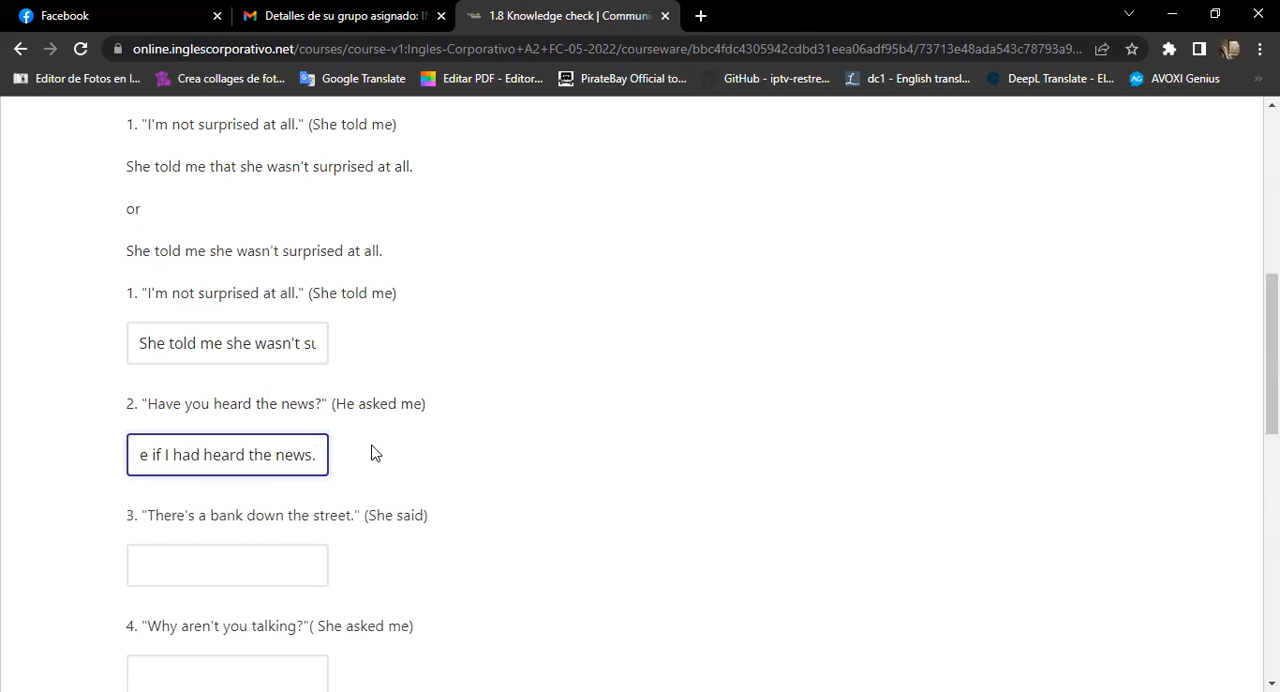 Facebook
Detalles de su grupo asignado: II
1.8 Knowledge check | Communi
online.inglescorporativo.net/courses/course-v1:Ingles-Corporativo+A2+FC-05-2022/courseware/bbc4fdc4305942cdbd31eea06adf95b4/73713e48ada543c78793a9...
Editor de Fotos en l...
Crea collages de fot...
Google Translate
Editar PDF - Editor...
PirateBay Official to...
GitHub - iptv-restre...
dc1 - English transl...
DeepL Translate - El...
AVOXI Genius
1. "I'm not surprised at all." (She told me)
She told me that she wasn't surprised at all.
or
She told me she wasn't surprised at all.
1. "I'm not surprised at all." (She told me)
She told me she wasn't su
2. "Have you heard the news?" (He asked me)
e if I had heard the news.
3. "There's a bank down the street." (She said)
4. "Why aren't you talking?"( She asked me)